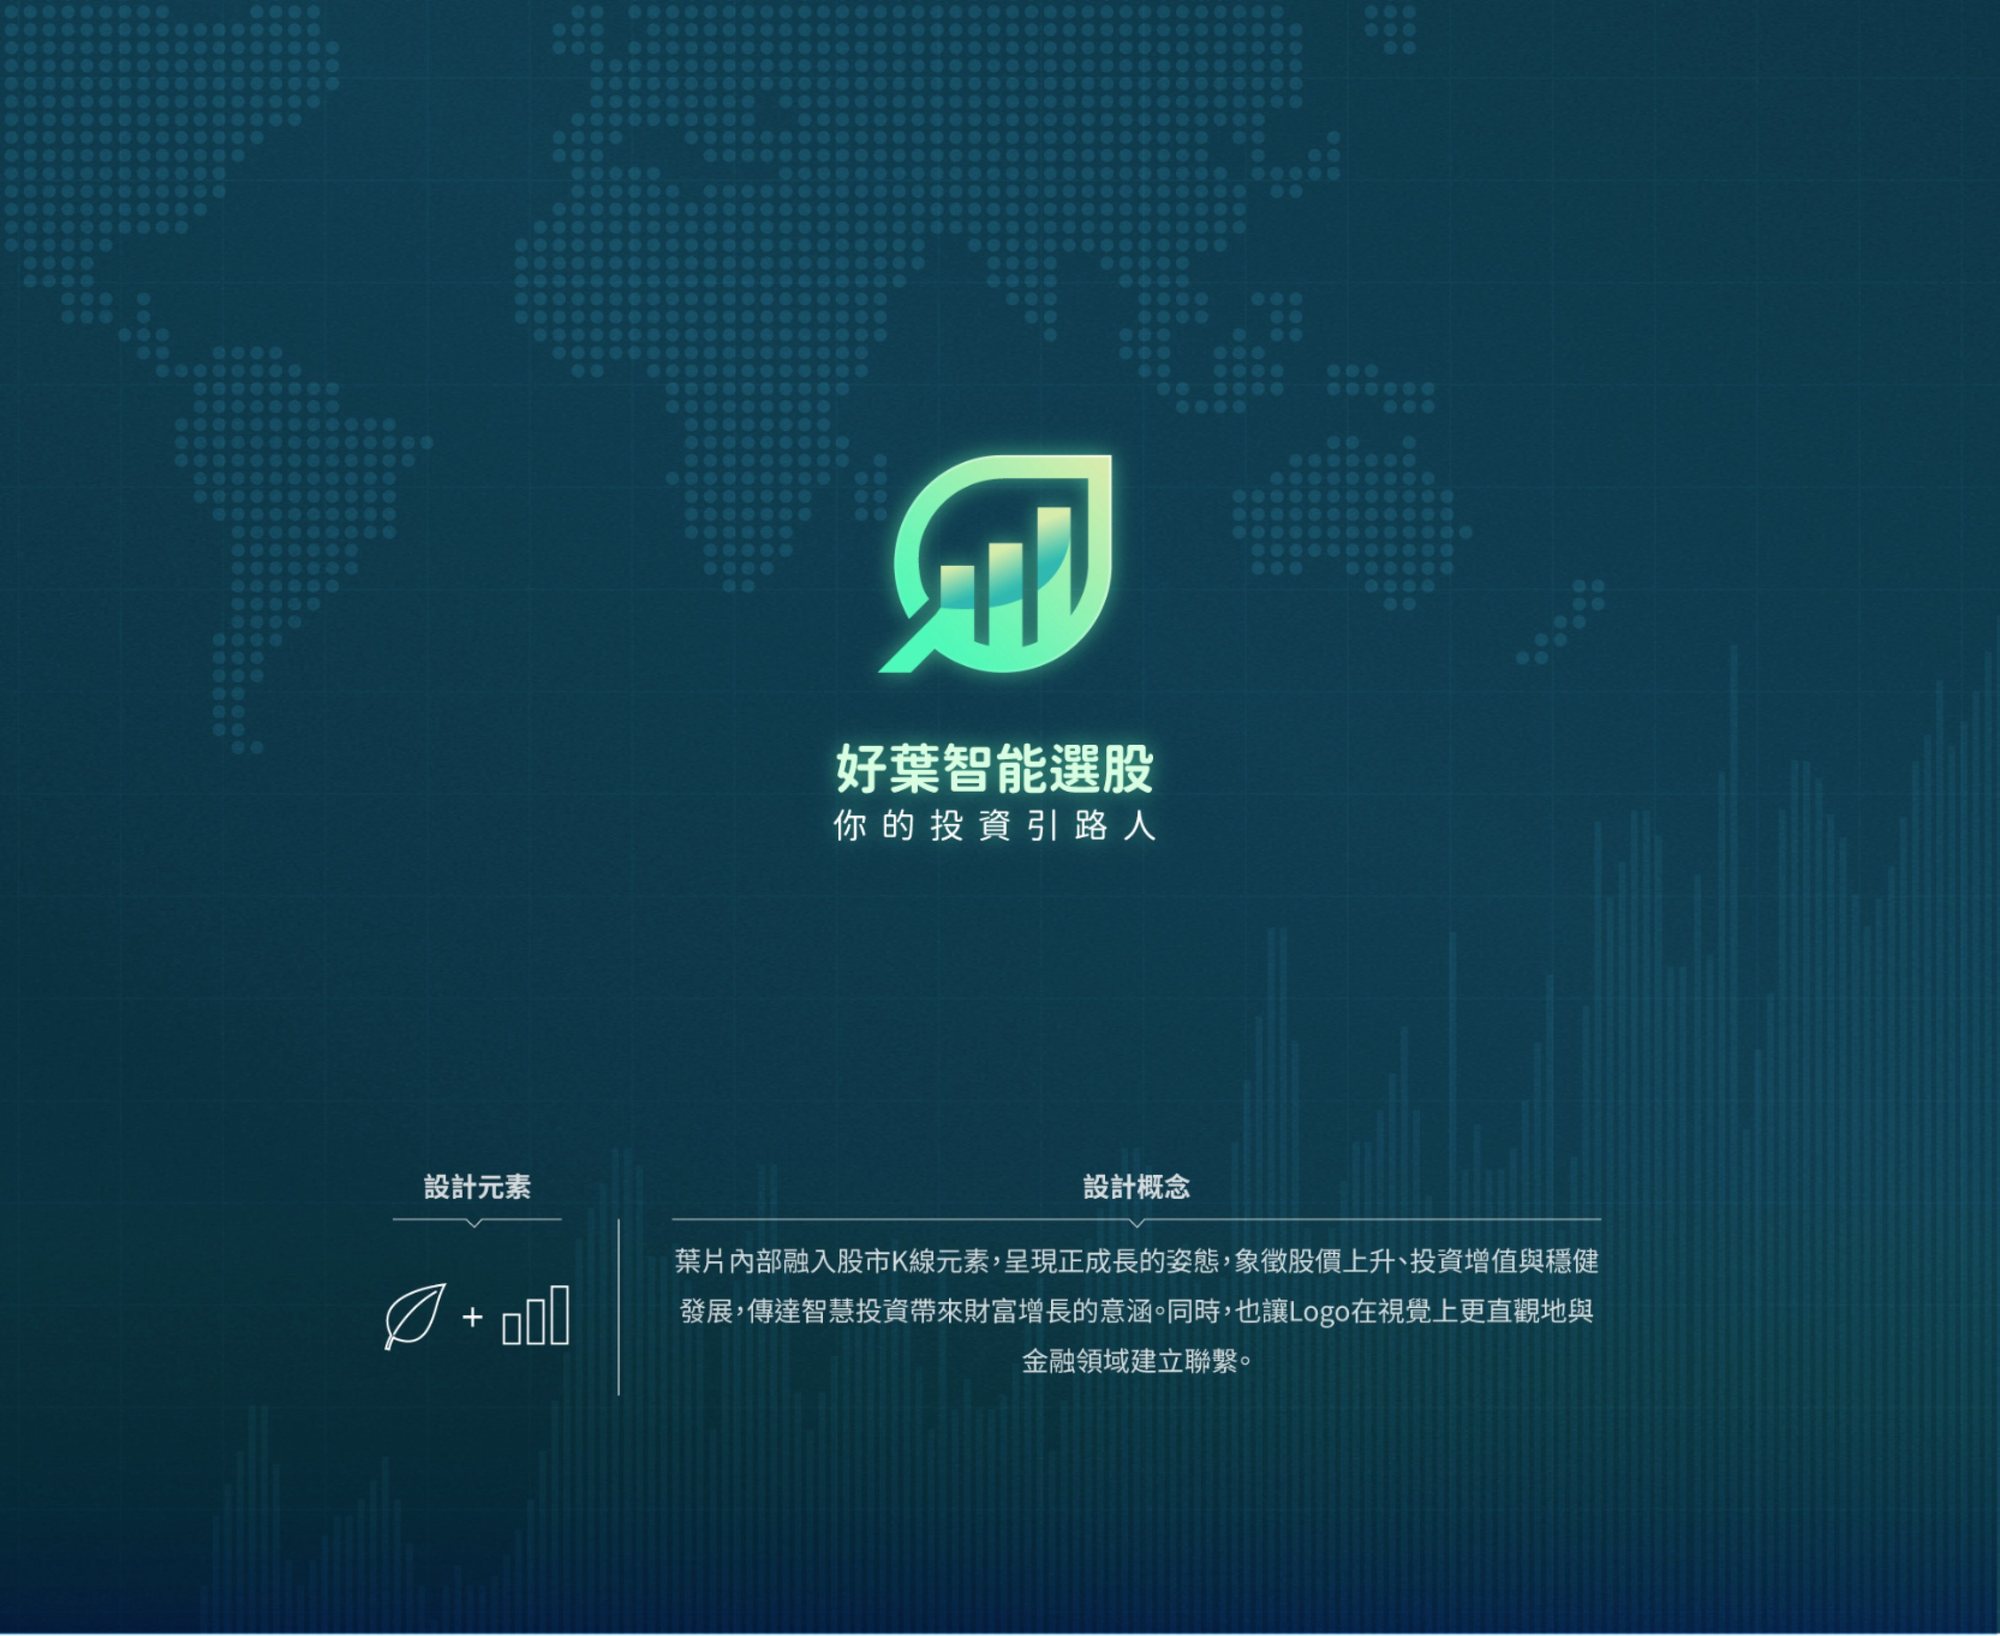 好葉智能選股
你的投資引路人
設計元素
設計概念
葉片內部融入股市K線元素，呈現正成長的姿態，象徵股價上升、投資增值與穩健
發展，傳達智慧投資帶來財富增長的意涵。同時，也讓Logo在視覺上更直觀地與
金融領域建立聯繫。